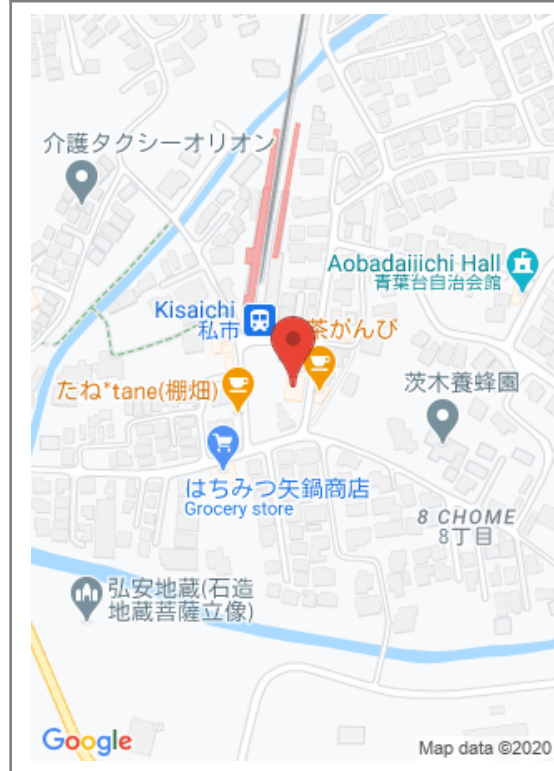 介護タクシーオリオン
Aobadaiiichi Hall
青葉台自治会館
Kisaichi
私市
茶がんぴ
たね*tane(棚畑)
茨木養蜂園
はちみつ矢鍋商店
Grocery store
8 CHOME
8丁目
弘安地蔵(石造
地蔵菩薩立像)
Google
Map data ©2020